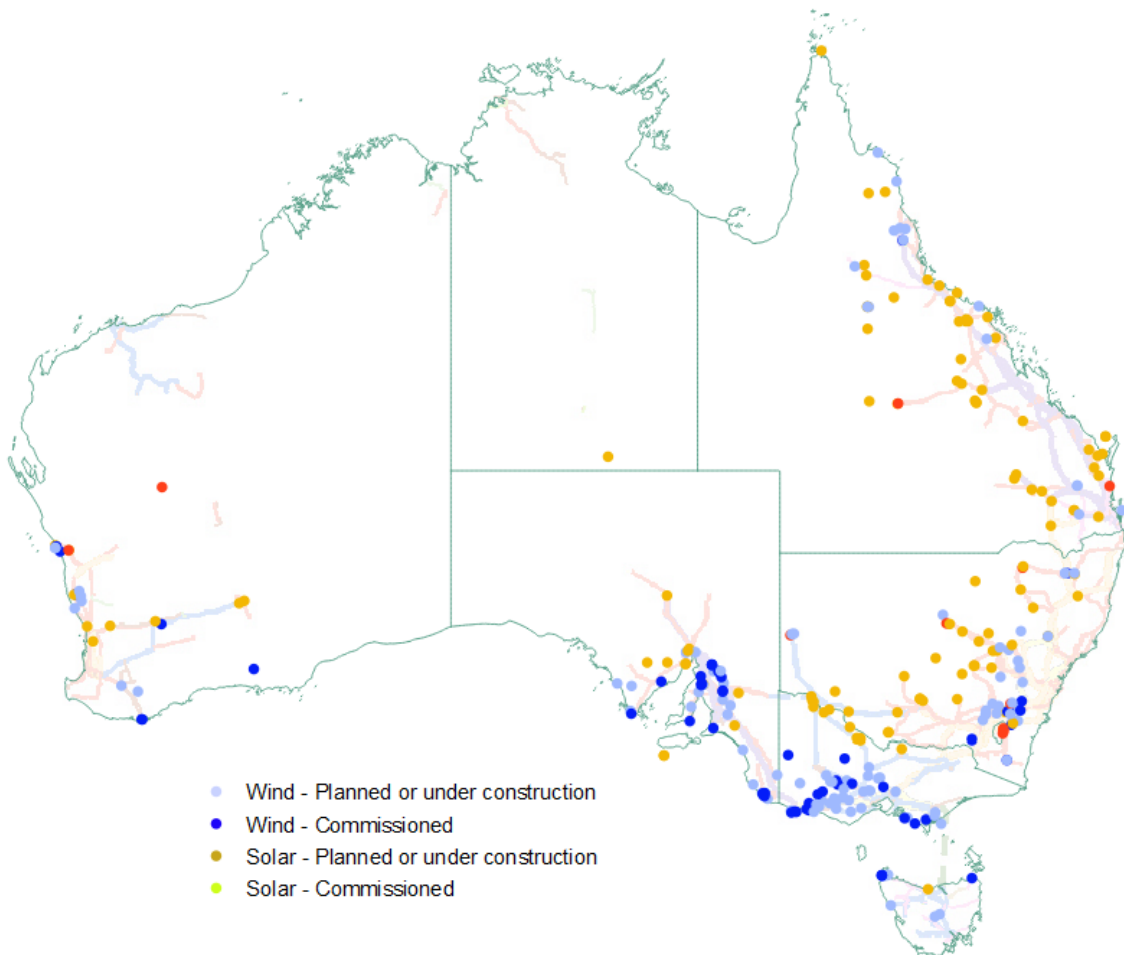 Wind - Planned or under construction
Wind - Commissioned
Solar - Planned or under construction
Solar - Commissioned